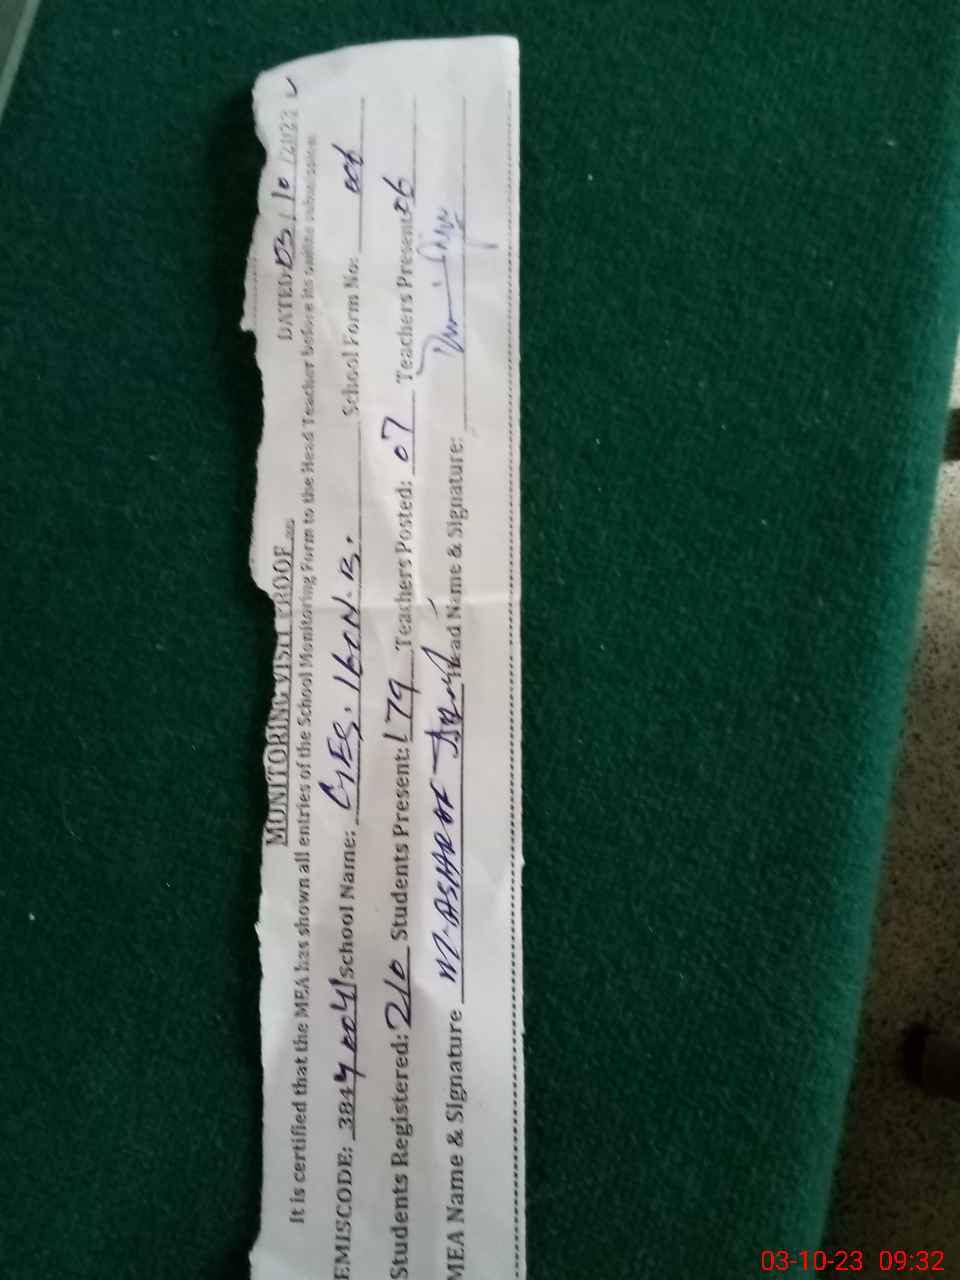 MONITORING VISIT PROOF DATED 03/10/2023
It is certified that the MEA has shown all entries of the School Monitoring Form to the Head Teacher before its online submission.
EMISCODE: 38440041 School Name: GES. 160N.B. School Form No: 006
Students Registered: 210 Students Present: 179 Teachers Posted: 07 Teachers Present: 06
MEA Name & Signature M. ASHRAF Head Name & Signature:
03-10-23 09:32